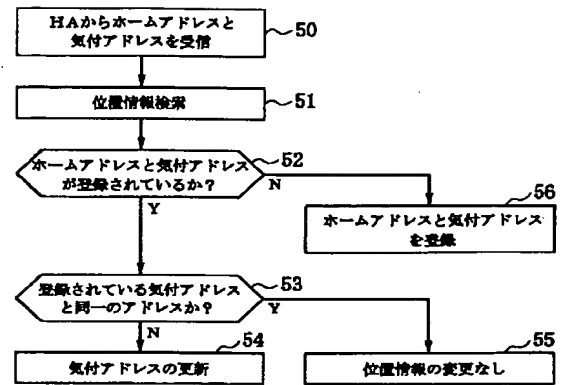 HAからホームアドレスと
気付アドレスを受信
50
位置情報検索
51
ホームアドレスと気付アドレス
が登録されているか？
52
N
Y
ホームアドレスと気付アドレス
を登録
56
登録されている気付アドレス
と同一のアドレスか？
53
Y
N
気付アドレスの更新
54
位置情報の変更なし
55